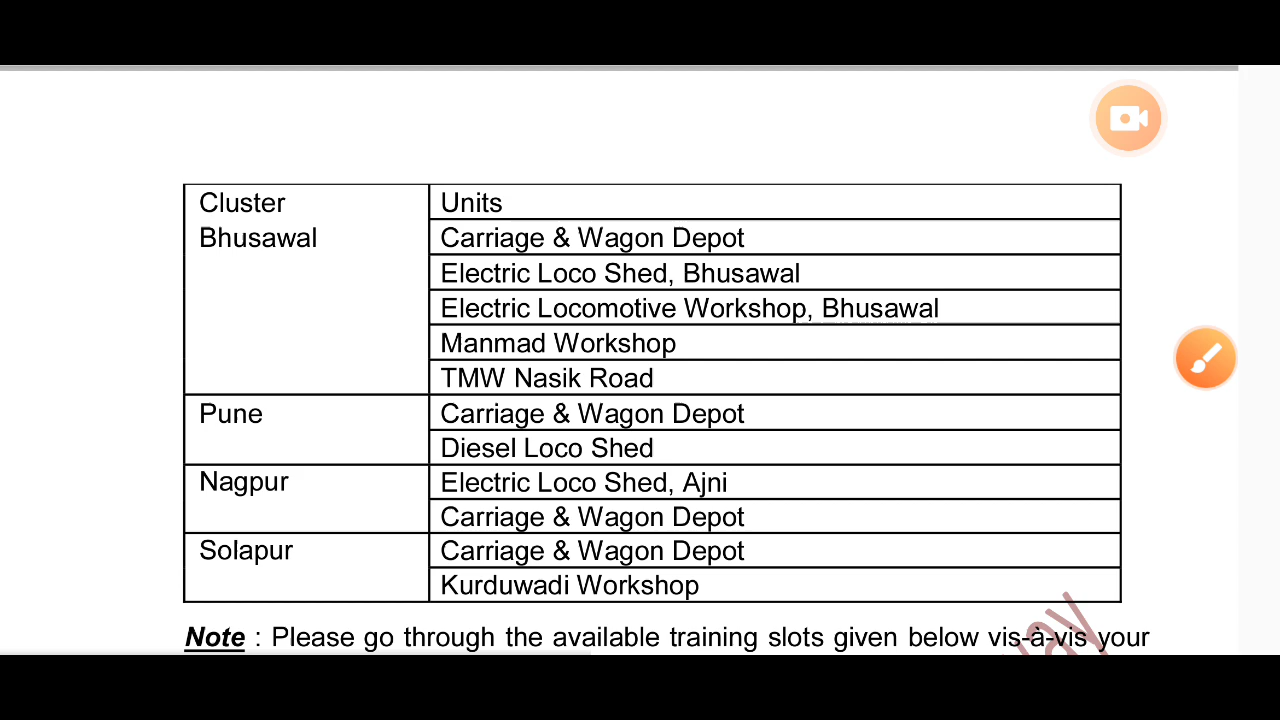 Cluster Units
Bhusawal Carriage & Wagon Depot
Electric Loco Shed, Bhusawal
Electric Locomotive Workshop, Bhusawal
Manmad Workshop
TMW Nasik Road
Pune Carriage & Wagon Depot
Diesel Loco Shed
Nagpur Electric Loco Shed, Ajni
Carriage & Wagon Depot
Solapur Carriage & Wagon Depot
Kurduwadi Workshop
Note : Please go through the available training slots given below vis-à-vis your